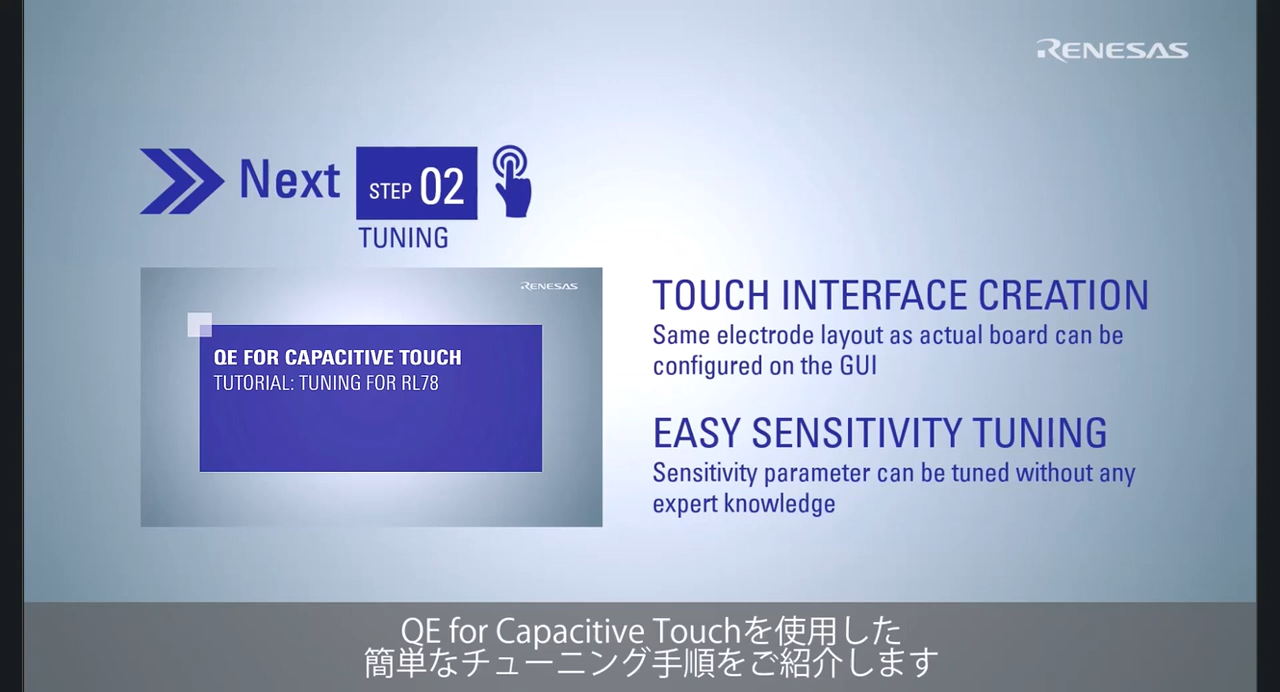 RENESAS
Next STEP 02
TUNING
RENESAS
QE FOR CAPACITIVE TOUCH
TUTORIAL: TUNING FOR RL78
TOUCH INTERFACE CREATION
Same electrode layout as actual board can be
configured on the GUI
EASY SENSITIVITY TUNING
Sensitivity parameter can be tuned without any
expert knowledge
QE for Capacitive Touchを使用した
簡単なチューニング手順をご紹介します